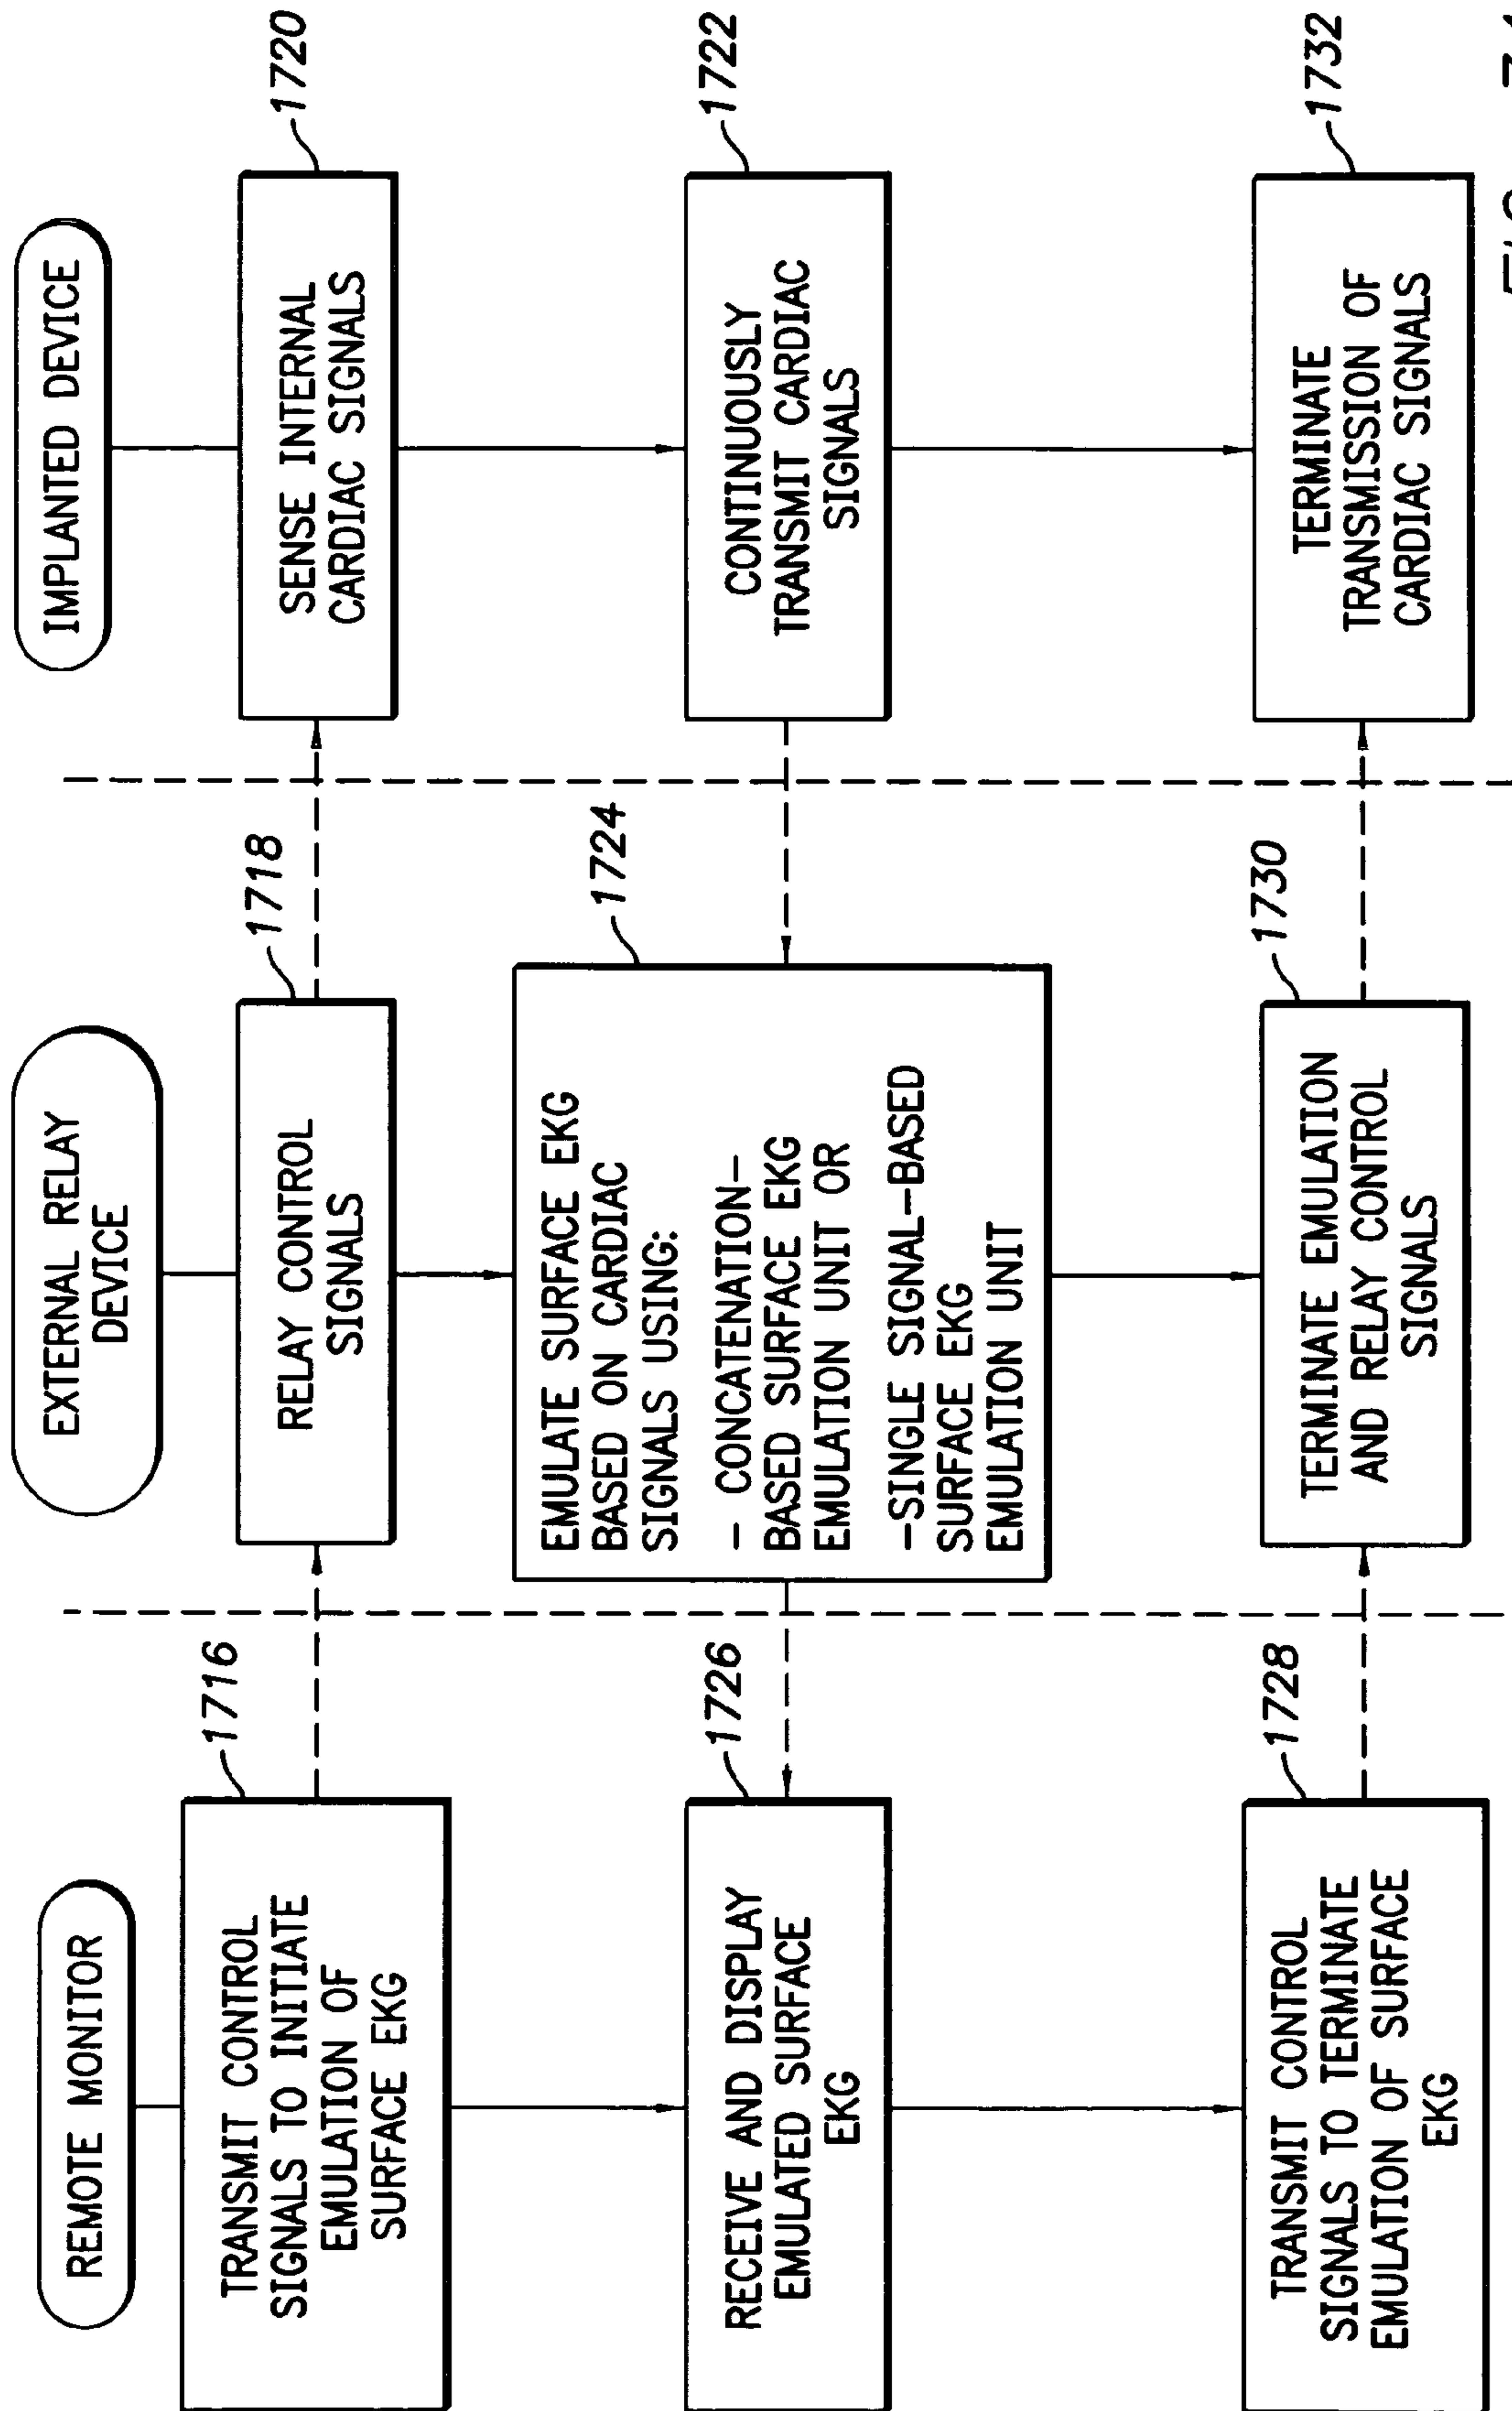 REMOTE MONITOR
TRANSMIT CONTROL
SIGNALS TO INITIATE
EMULATION OF
SURFACE EKG
1716
RECEIVE AND DISPLAY
EMULATED SURFACE
EKG
1726
TRANSMIT CONTROL
SIGNALS TO TERMINATE
EMULATION OF SURFACE
EKG
1728
EXTERNAL RELAY
DEVICE
RELAY CONTROL
SIGNALS
1718
EMULATE SURFACE EKG
BASED ON CARDIAC
SIGNALS USING:
- CONCATENATION-
BASED SURFACE EKG
EMULATION UNIT OR
-SINGLE SIGNAL-BASED
SURFACE EKG
EMULATION UNIT
1724
TERMINATE EMULATION
AND RELAY CONTROL
SIGNALS
1730
IMPLANTED DEVICE
SENSE INTERNAL
CARDIAC SIGNALS
1720
CONTINUOUSLY
TRANSMIT CARDIAC
SIGNALS
1722
TERMINATE
TRANSMISSION OF
CARDIAC SIGNALS
1732